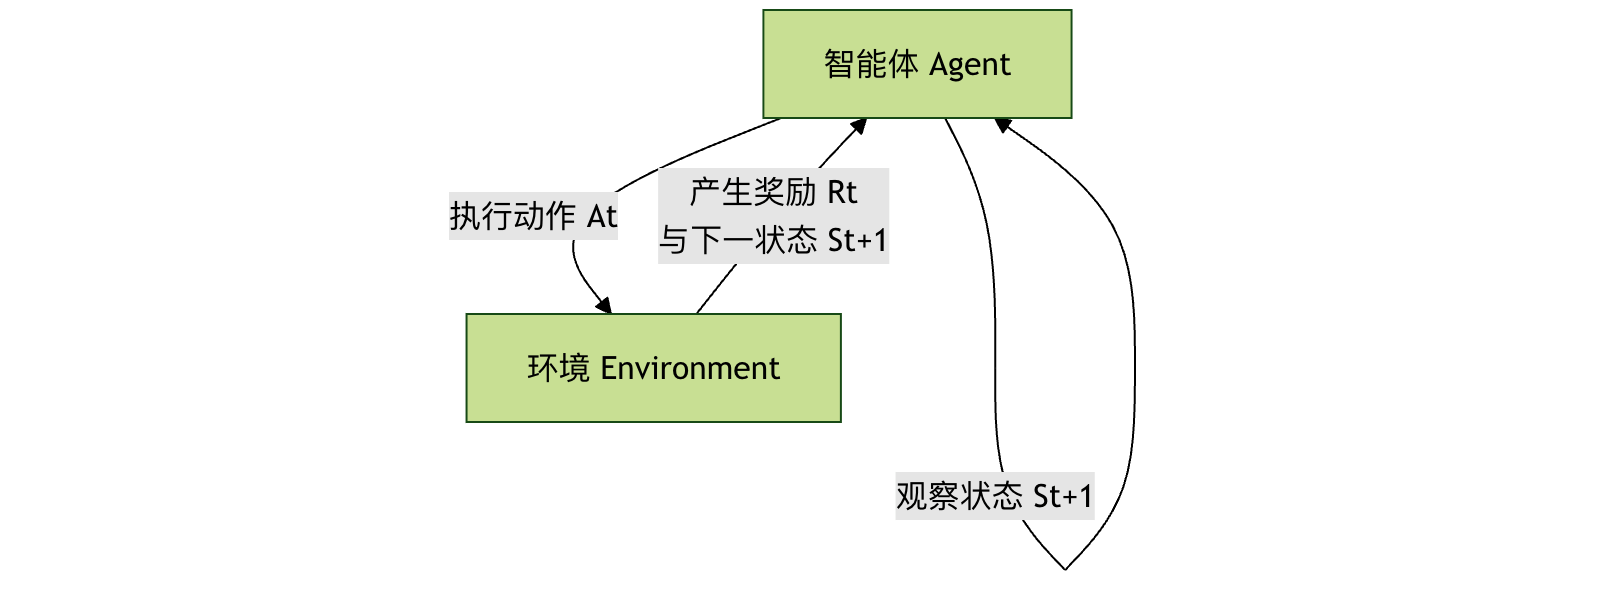 智能体 Agent
执行动作 At
产生奖励 Rt
与下一状态 St+1
环境 Environment
观察状态 St+1